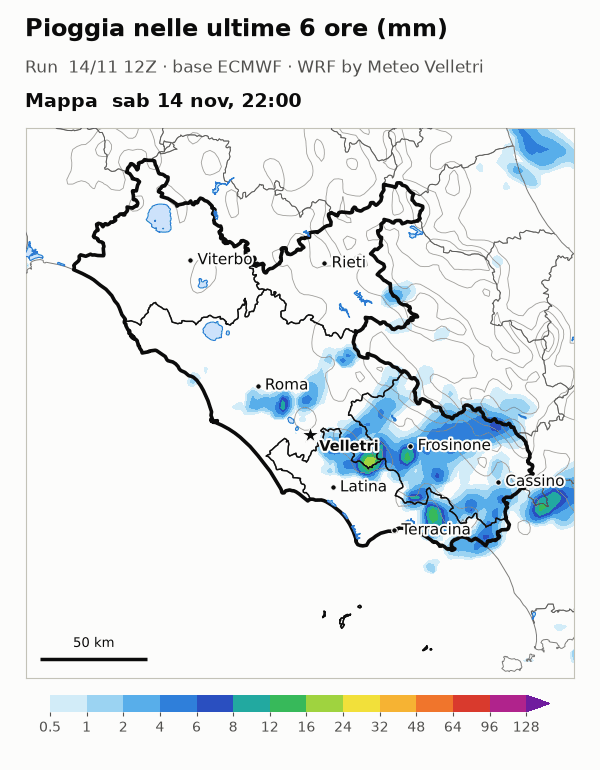 Pioggia nelle ultime 6 ore (mm)
Run  14/11 12Z · base ECMWF · WRF by Meteo Velletri
Mappa  sab 14 nov, 22:00
Viterbo
Rieti
Roma
Velletri
Frosinone
Latina
Cassino
Terracina
50 km
0.5 1 2 4 6 8 12 16 24 32 48 64 96 128